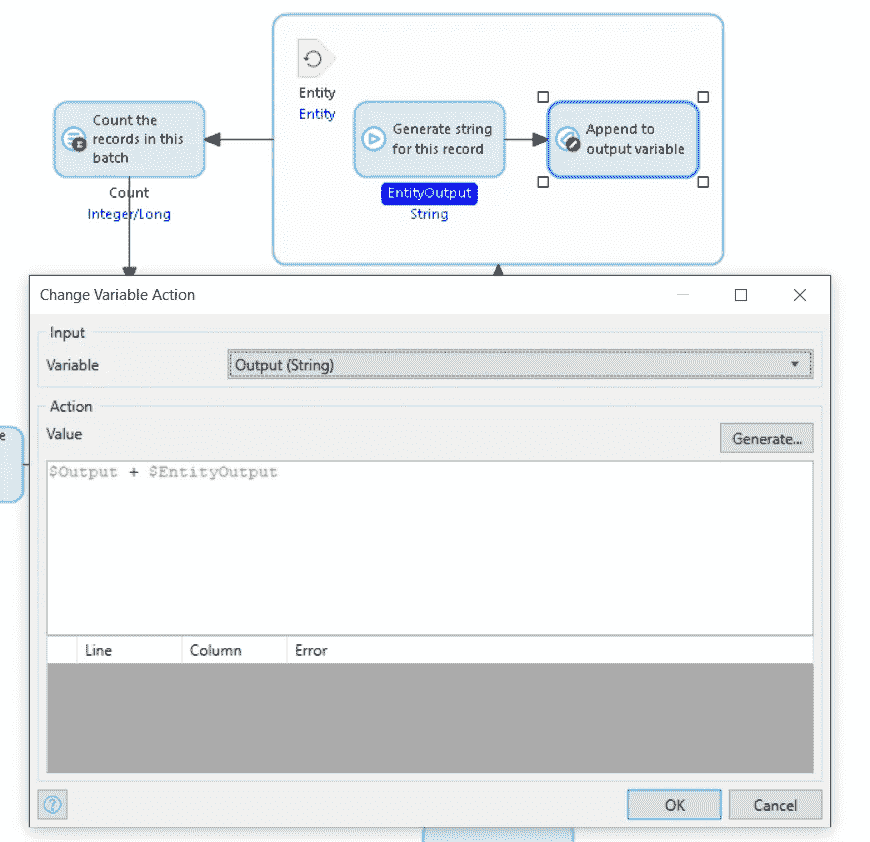 Count the
records in this
batch
Count
Integer/Long
Entity
Entity
Generate string
for this record
EntityOutput
String
Append to
output variable
e
Change Variable Action
Input
Variable
Output (String)
Action
Value
Generate...
$Output + $EntityOutput
Line Column Error
?
OK Cancel